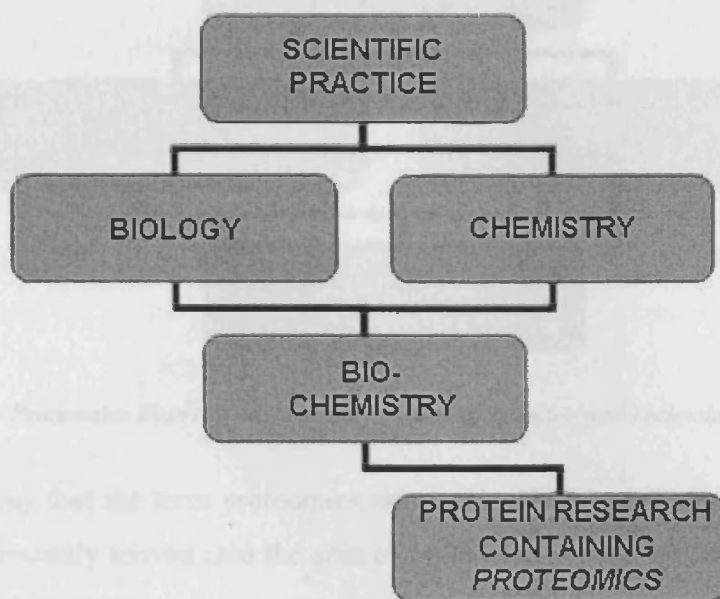 SCIENTIFIC
PRACTICE
BIOLOGY
CHEMISTRY
BIO-
CHEMISTRY
PROTEIN RESEARCH
CONTAINING
PROTEOMICS